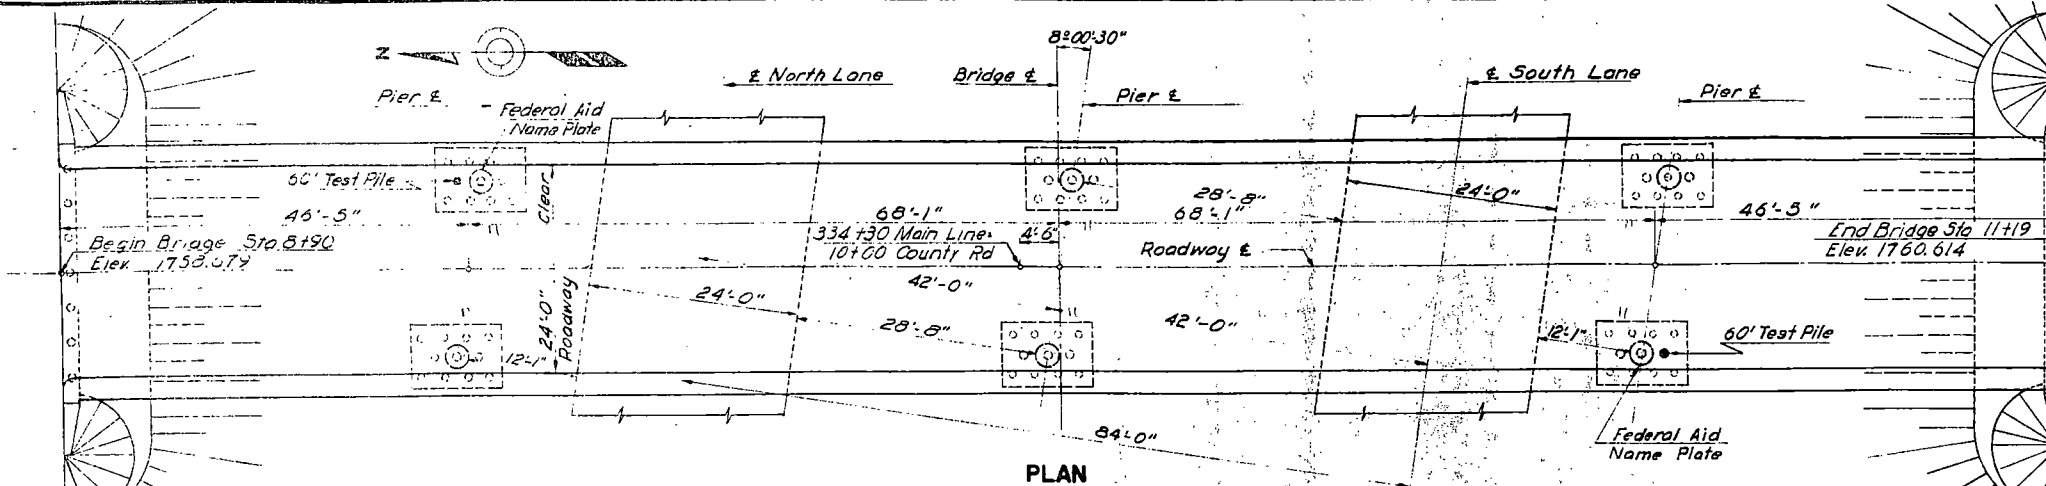 8°00'30"
N
℄ North Lane
Bridge ℄
℄ South Lane
Pier ℄
Pier ℄
Pier ℄
Federal Aid
Name Plate
60' Test Pile
Clear
28'-8"
24'-0"
46'-5"
68'-1"
68'-1"
46'-5"
Begin Bridge Sta 8+90
334+30 Main Line=
4'-6"
End Bridge Sta 11+19
10+00 County Rd
Roadway ℄
Elev. 1760.614
42'-0"
24'-0"
24'-0"
Roadway
28'-8"
42'-0"
12'-1"
12'-1"
60' Test Pile
84'-0"
Federal Aid
Name Plate
PLAN